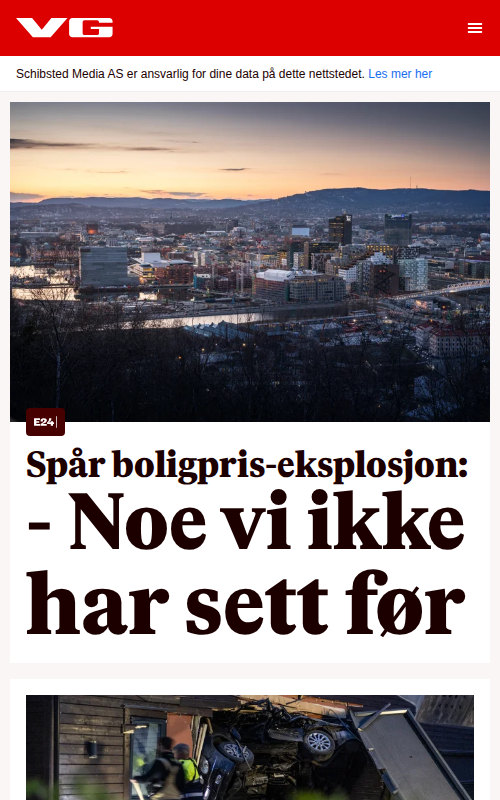 VG
Schibsted Media AS er ansvarlig for dine data på dette nettstedet. Les mer her
E24
Spår boligpris-eksplosjon:
- Noe vi ikke
har sett før